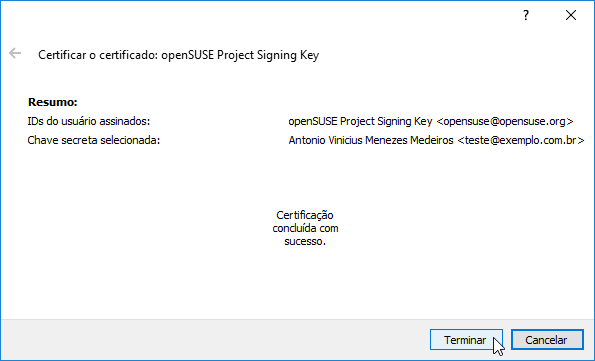 ?
Certificar o certificado: openSUSE Project Signing Key
Resumo:
IDs do usuário assinados: openSUSE Project Signing Key <opensuse@opensuse.org>
Chave secreta selecionada: Antonio Vinicius Menezes Medeiros <teste@exemplo.com.br>
Certificação
concluída com
sucesso.
Terminar Cancelar